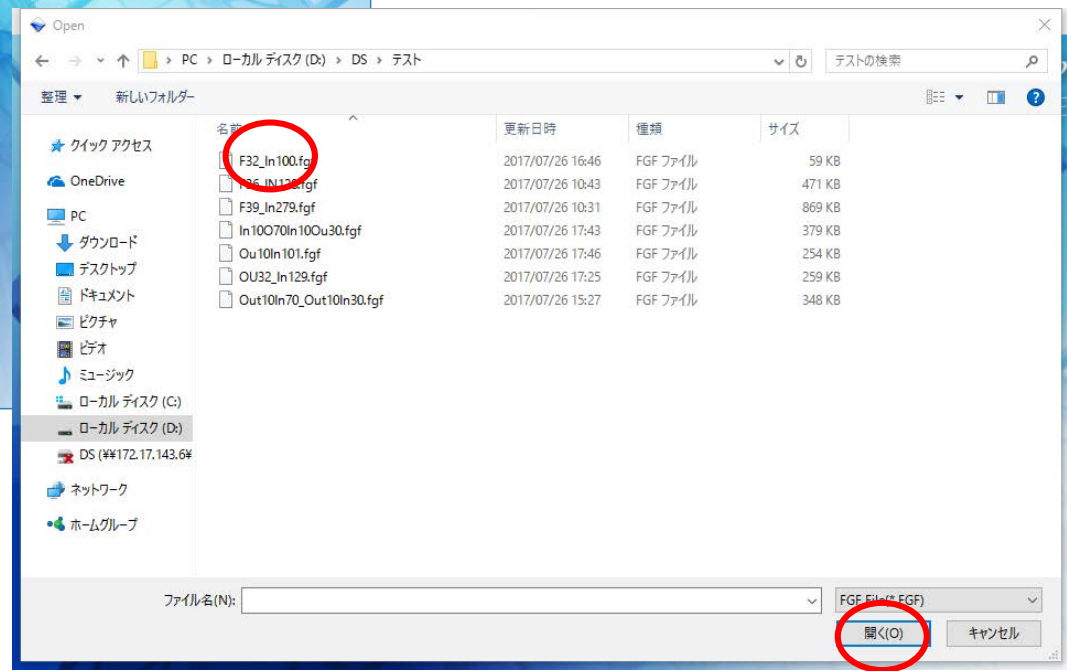 Open
PC › ローカル ディスク (D:) › DS › テスト
テストの検索
整理 新しいフォルダー
名前 更新日時 種類 サイズ
クイック アクセス
OneDrive
PC
ダウンロード
デスクトップ
ドキュメント
ピクチャ
ビデオ
ミュージック
ローカル ディスク (C:)
ローカル ディスク (D:)
DS (¥¥172.17.143.6¥
ネットワーク
ホームグループ
F32_In100.fgf 2017/07/26 16:46 FGF ファイル 59 KB
2017/07/26 10:43 FGF ファイル 471 KB
F39_In279.fgf 2017/07/26 10:31 FGF ファイル 869 KB
In10O70In10Ou30.fgf 2017/07/26 17:43 FGF ファイル 379 KB
Ou10In101.fgf 2017/07/26 17:46 FGF ファイル 254 KB
OU32_In129.fgf 2017/07/26 17:25 FGF ファイル 259 KB
Out10In70_Out10In30.fgf 2017/07/26 15:27 FGF ファイル 348 KB
ファイル名(N):
FGF File(*.FGF)
開く(O) キャンセル